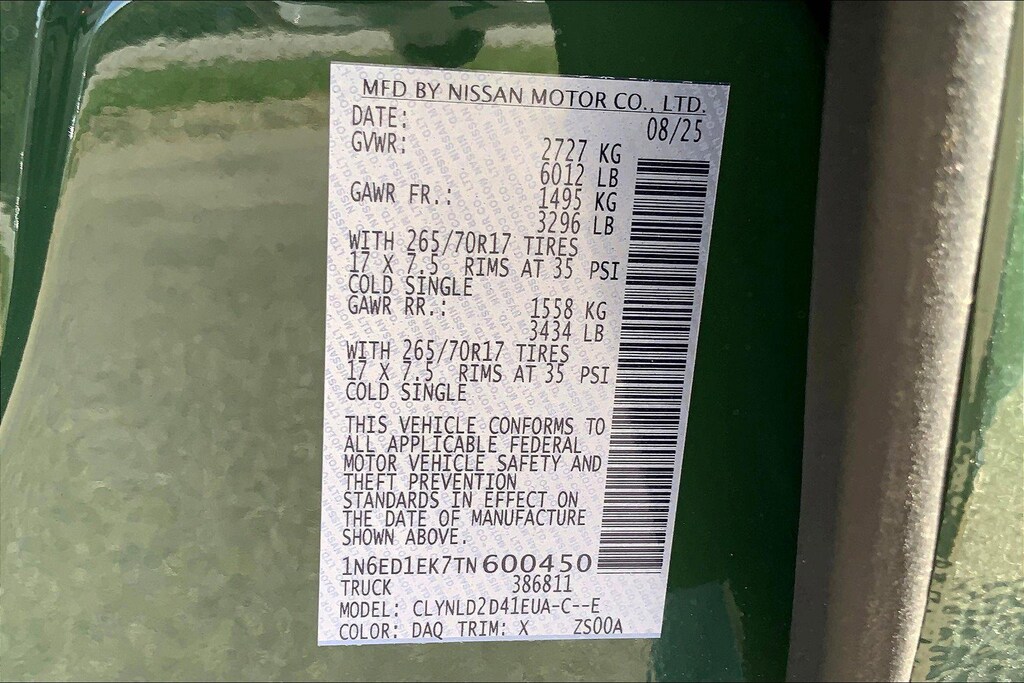 MFD BY NISSAN MOTOR CO., LTD.
DATE: 08/25
GVWR: 2727 KG
6012 LB
GAWR FR.: 1495 KG
3296 LB
WITH 265/70R17 TIRES
17 X 7.5 RIMS AT 35 PSI
COLD SINGLE
GAWR RR.: 1558 KG
3434 LB
WITH 265/70R17 TIRES
17 X 7.5 RIMS AT 35 PSI
COLD SINGLE
THIS VEHICLE CONFORMS TO
ALL APPLICABLE FEDERAL
MOTOR VEHICLE SAFETY AND
THEFT PREVENTION
STANDARDS IN EFFECT ON
THE DATE OF MANUFACTURE
SHOWN ABOVE.
1N6ED1EK7TN600450
TRUCK 386811
MODEL: CLYNLD2D41EUA-C--E
COLOR: DAQ TRIM: X ZS00A